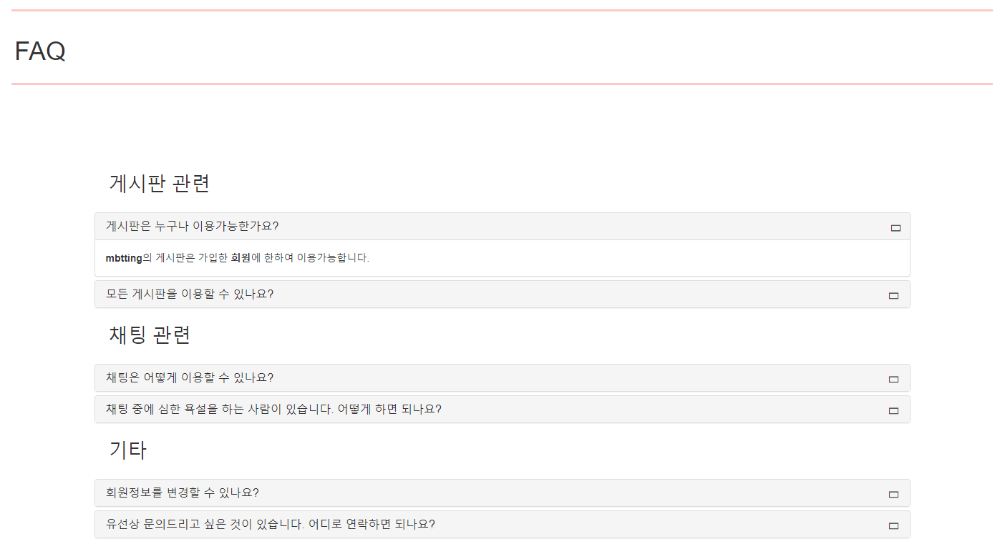 FAQ
게시판 관련
게시판은 누구나 이용가능한가요?
mbtting의 게시판은 가입한 회원에 한하여 이용가능합니다.
모든 게시판을 이용할 수 있나요?
채팅 관련
채팅은 어떻게 이용할 수 있나요?
채팅 중에 심한 욕설을 하는 사람이 있습니다. 어떻게 하면 되나요?
기타
회원정보를 변경할 수 있나요?
유선상 문의드리고 싶은 것이 있습니다. 어디로 연락하면 되나요?